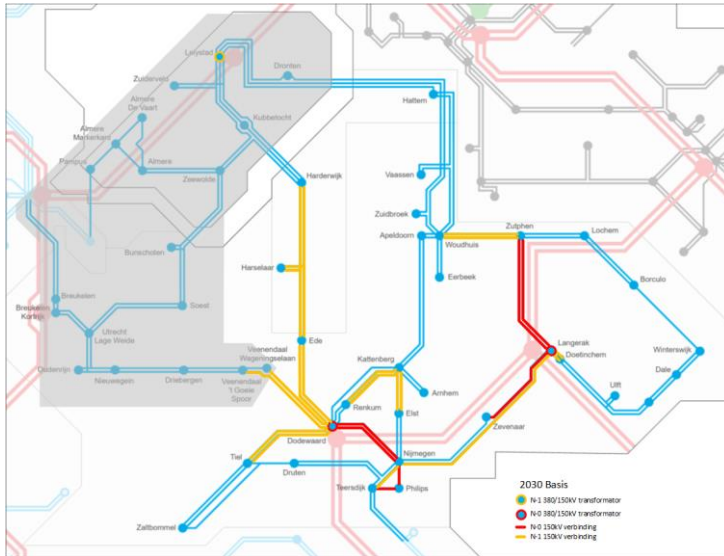 Lelystad
Zuiderveld
Dronten
Hattem
Almere
De Vaart
Kubbetocht
Almere
Markerkant
Pampus
Almere
Zeewolde
Harderwijk
Vaassen
Zuidbroek
Apeldoorn
Woudhuis
Zutphen
Lochem
Bunschoten
Harselaar
Eerbeek
Borculo
Breukelen
Breukelen
Kortrijk
Soest
Utrecht
Lage Weide
Ede
Veenendaal
Wageningselaan
Kattenberg
Langerak
Doetinchem
Winterswijk
Dale
Oudenrijn
Nieuwegein
Driebergen
Veenendaal
't Goeie
Spoor
Renkum
Arnhem
Ulft
Elst
Zevenaar
Dodewaard
Tiel
Druten
Nijmegen
Teersdijk
Philips
Zaltbommel
2030 Basis
N-1 380/150kV transformator
N-0 380/150kV transformator
N-0 150kV verbinding
N-1 150kV verbinding